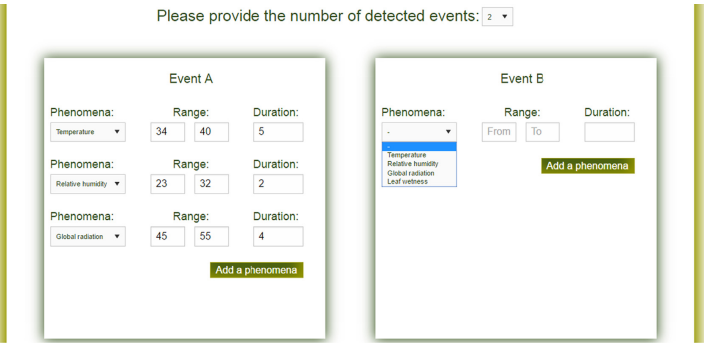 Please provide the number of detected events: 2
Event A
Phenomena: Range: Duration:
Temperature 34 40 5
Phenomena: Range: Duration:
Relative humidity 23 32 2
Phenomena: Range: Duration:
Global radiation 45 55 4
Add a phenomena
Event B
Phenomena: Range: Duration:
- From To
-
Temperature
Relative humidity
Global radiation
Leaf wetness
Add a phenomena